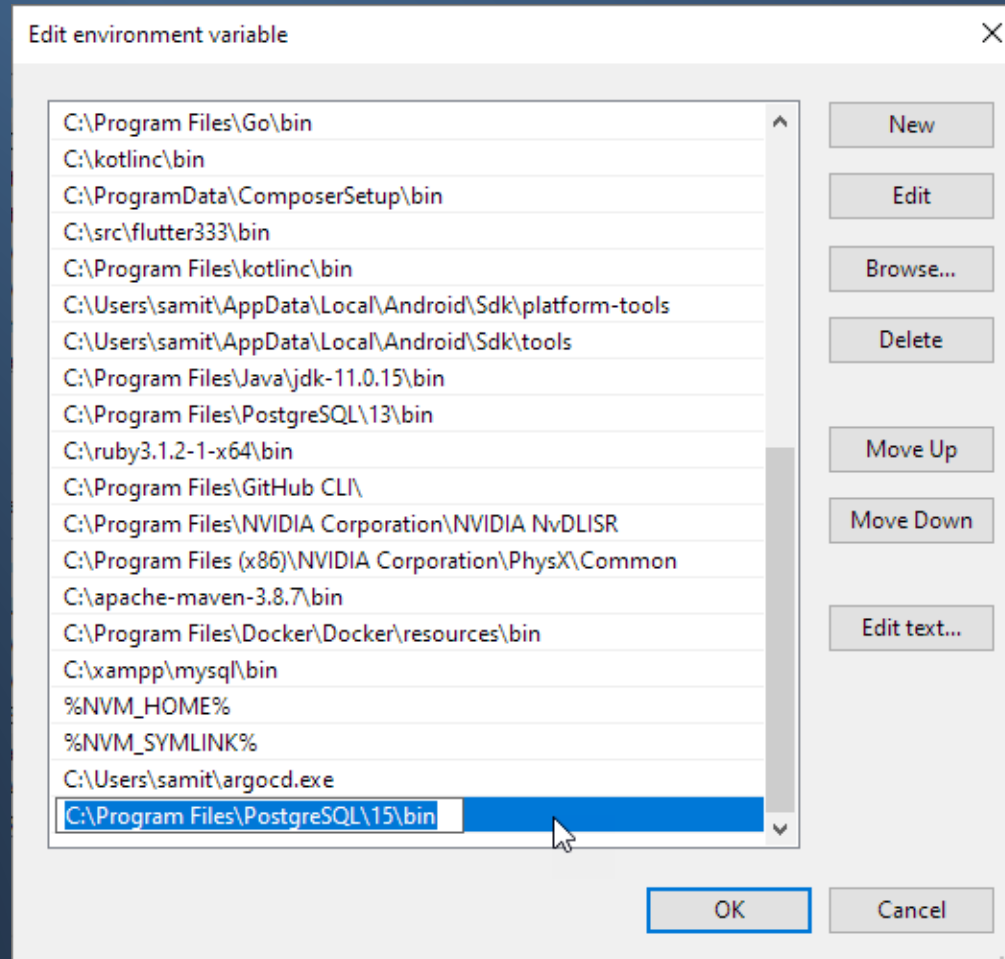 Edit environment variable
C:\Program Files\Go\bin
New
C:\kotlinc\bin
C:\ProgramData\ComposerSetup\bin
Edit
C:\src\flutter333\bin
C:\Program Files\kotlinc\bin
Browse...
C:\Users\samit\AppData\Local\Android\Sdk\platform-tools
C:\Users\samit\AppData\Local\Android\Sdk\tools
Delete
C:\Program Files\Java\jdk-11.0.15\bin
C:\Program Files\PostgreSQL\13\bin
C:\ruby3.1.2-1-x64\bin
Move Up
C:\Program Files\GitHub CLI\
C:\Program Files\NVIDIA Corporation\NVIDIA NvDLISR
Move Down
C:\Program Files (x86)\NVIDIA Corporation\PhysX\Common
C:\apache-maven-3.8.7\bin
C:\Program Files\Docker\Docker\resources\bin
Edit text...
C:\xampp\mysql\bin
%NVM_HOME%
%NVM_SYMLINK%
C:\Users\samit\argocd.exe
C:\Program Files\PostgreSQL\15\bin
OK
Cancel